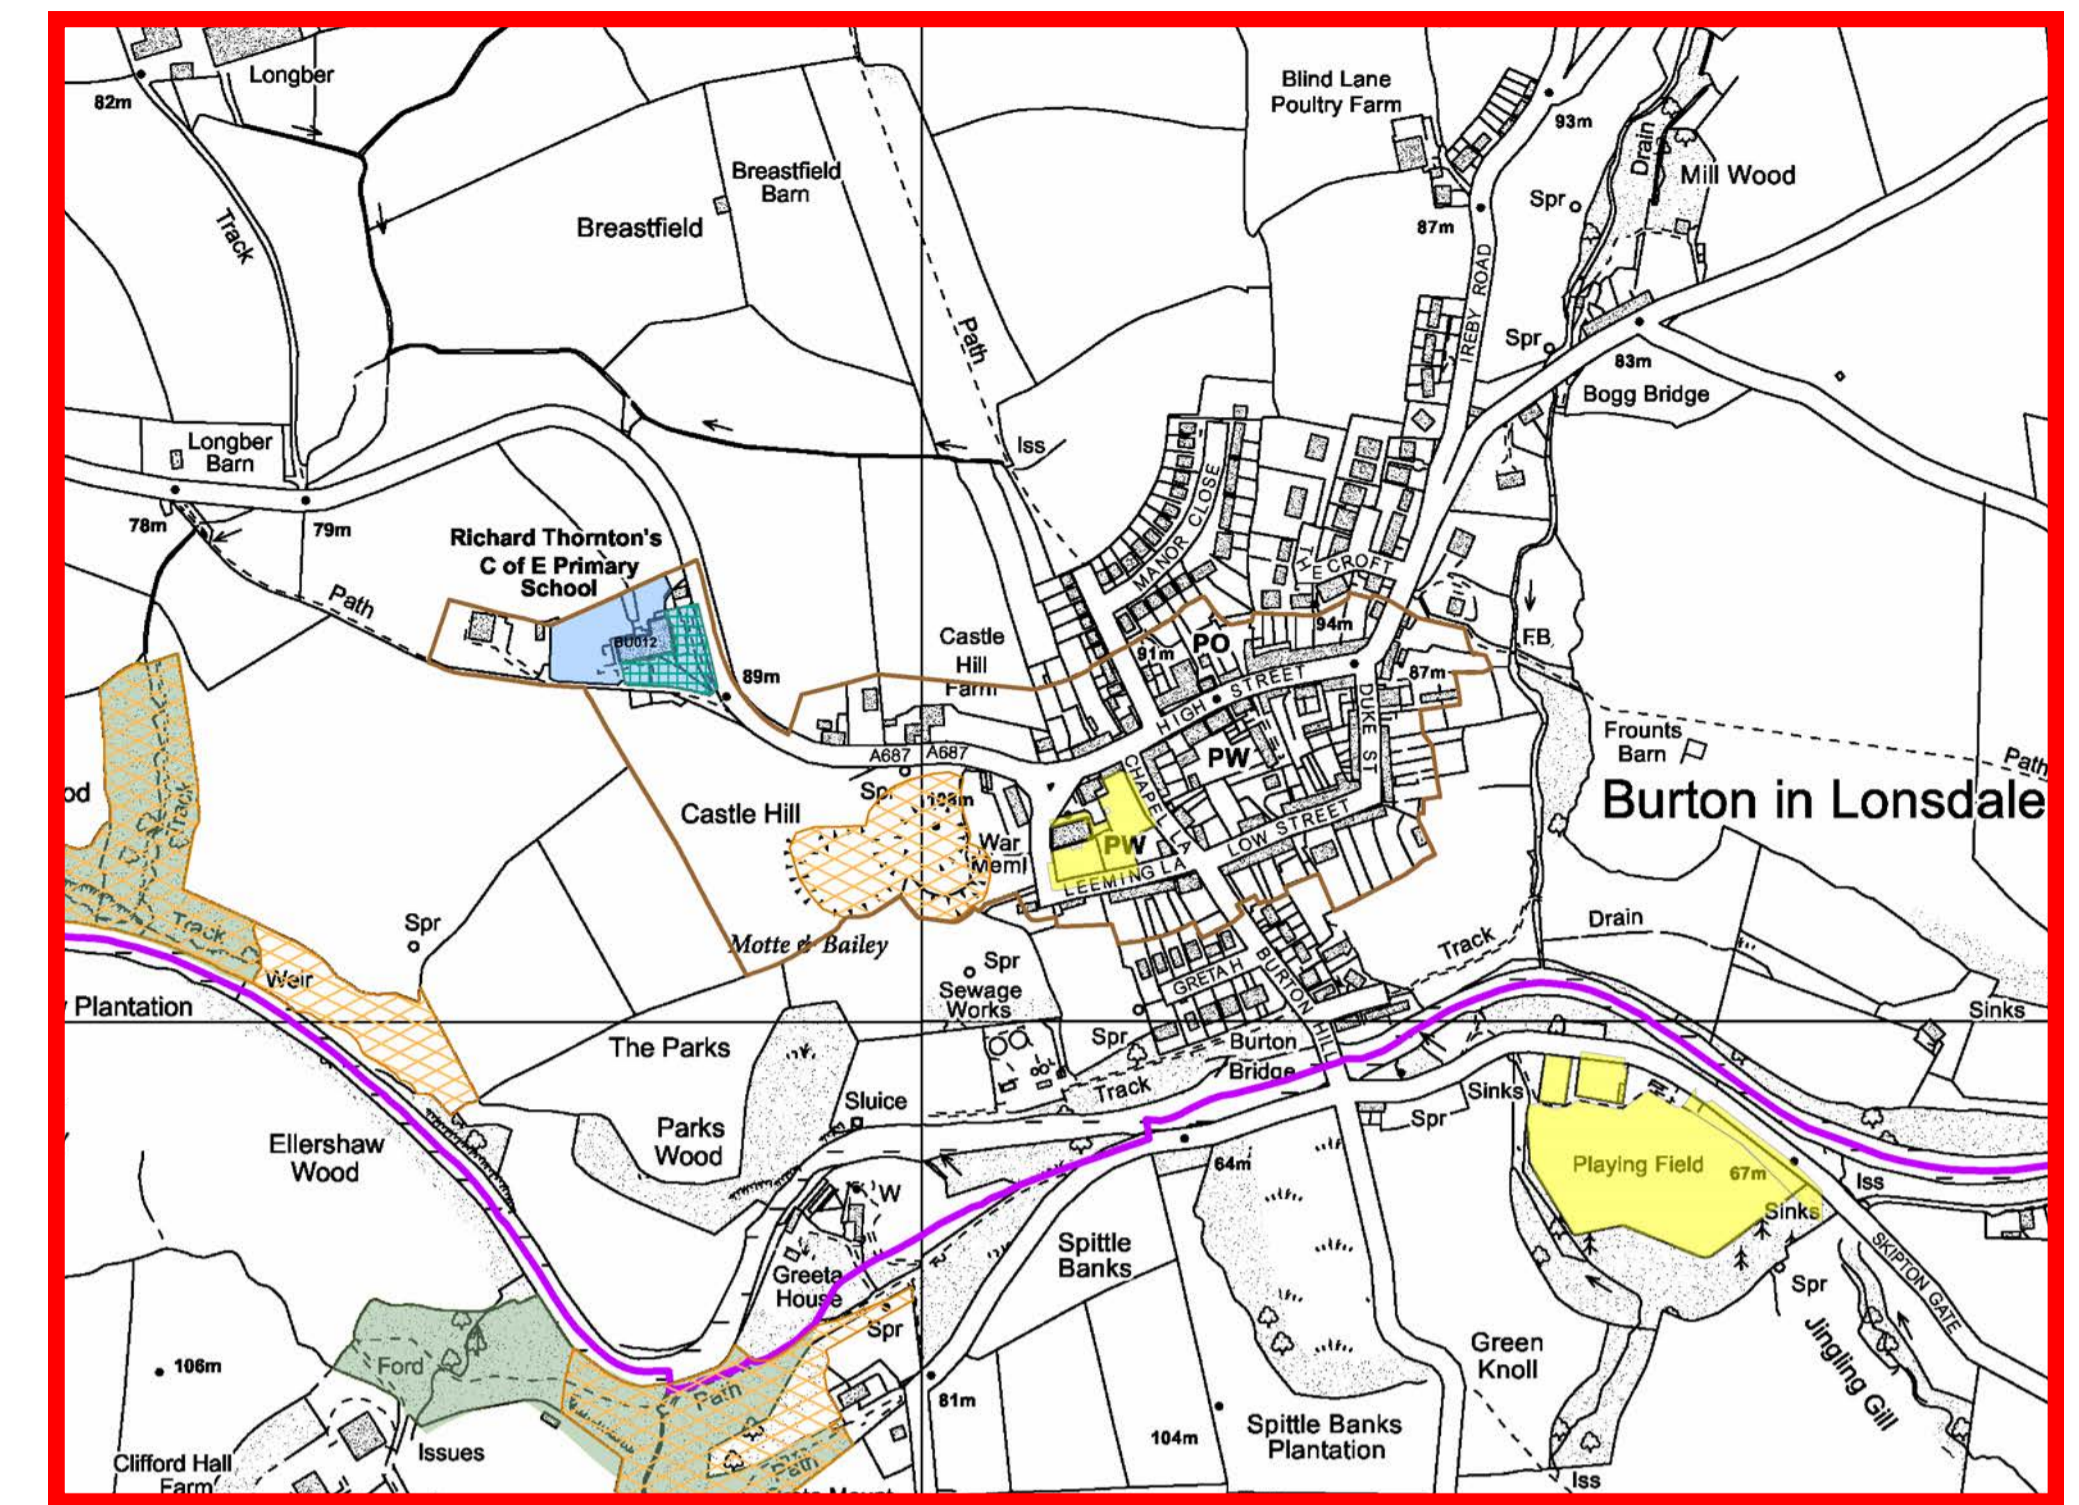 Longber
82m
Blind Lane
Poultry Farm
93m
Drain
Mill Wood
Breastfield
Barn
Breastfield
Track
Spr
87m
IREBY ROAD
Path
Spr
83m
Bogg Bridge
Longber
Barn
Iss
78m
79m
MANOR CLOSE
THE CROFT
Richard Thornton's
C of E Primary
School
Path
BU012
89m
Castle
Hill
Farm
91m
PO
94m
87m
F.B.
HIGH STREET
DUKE ST
Frounts
Barn
Path
A687
A687
PW
CHAPEL LA
Burton in Lonsdale
Castle Hill
Spr
108m
War
Meml
PW
LOW STREET
LEEMING LA
od
Track
Track
Spr
Motte & Bailey
Drain
Track
Weir
Spr
Sewage
Works
GRETA H
BURTON HILL
Plantation
Sinks
The Parks
Spr
Burton
Bridge
Track
Sluice
Sinks
Spr
Parks
Wood
Ellershaw
Wood
64m
Playing Field
67m
Iss
W
Sinks
SKIPTON GATE
Spittle
Banks
Greeta
House
Spr
Spr
Jingling Gill
Green
Knoll
Ford
106m
Path
81m
104m
Spittle Banks
Plantation
Issues
Clifford Hall
Farm
Path
Iss
Mount